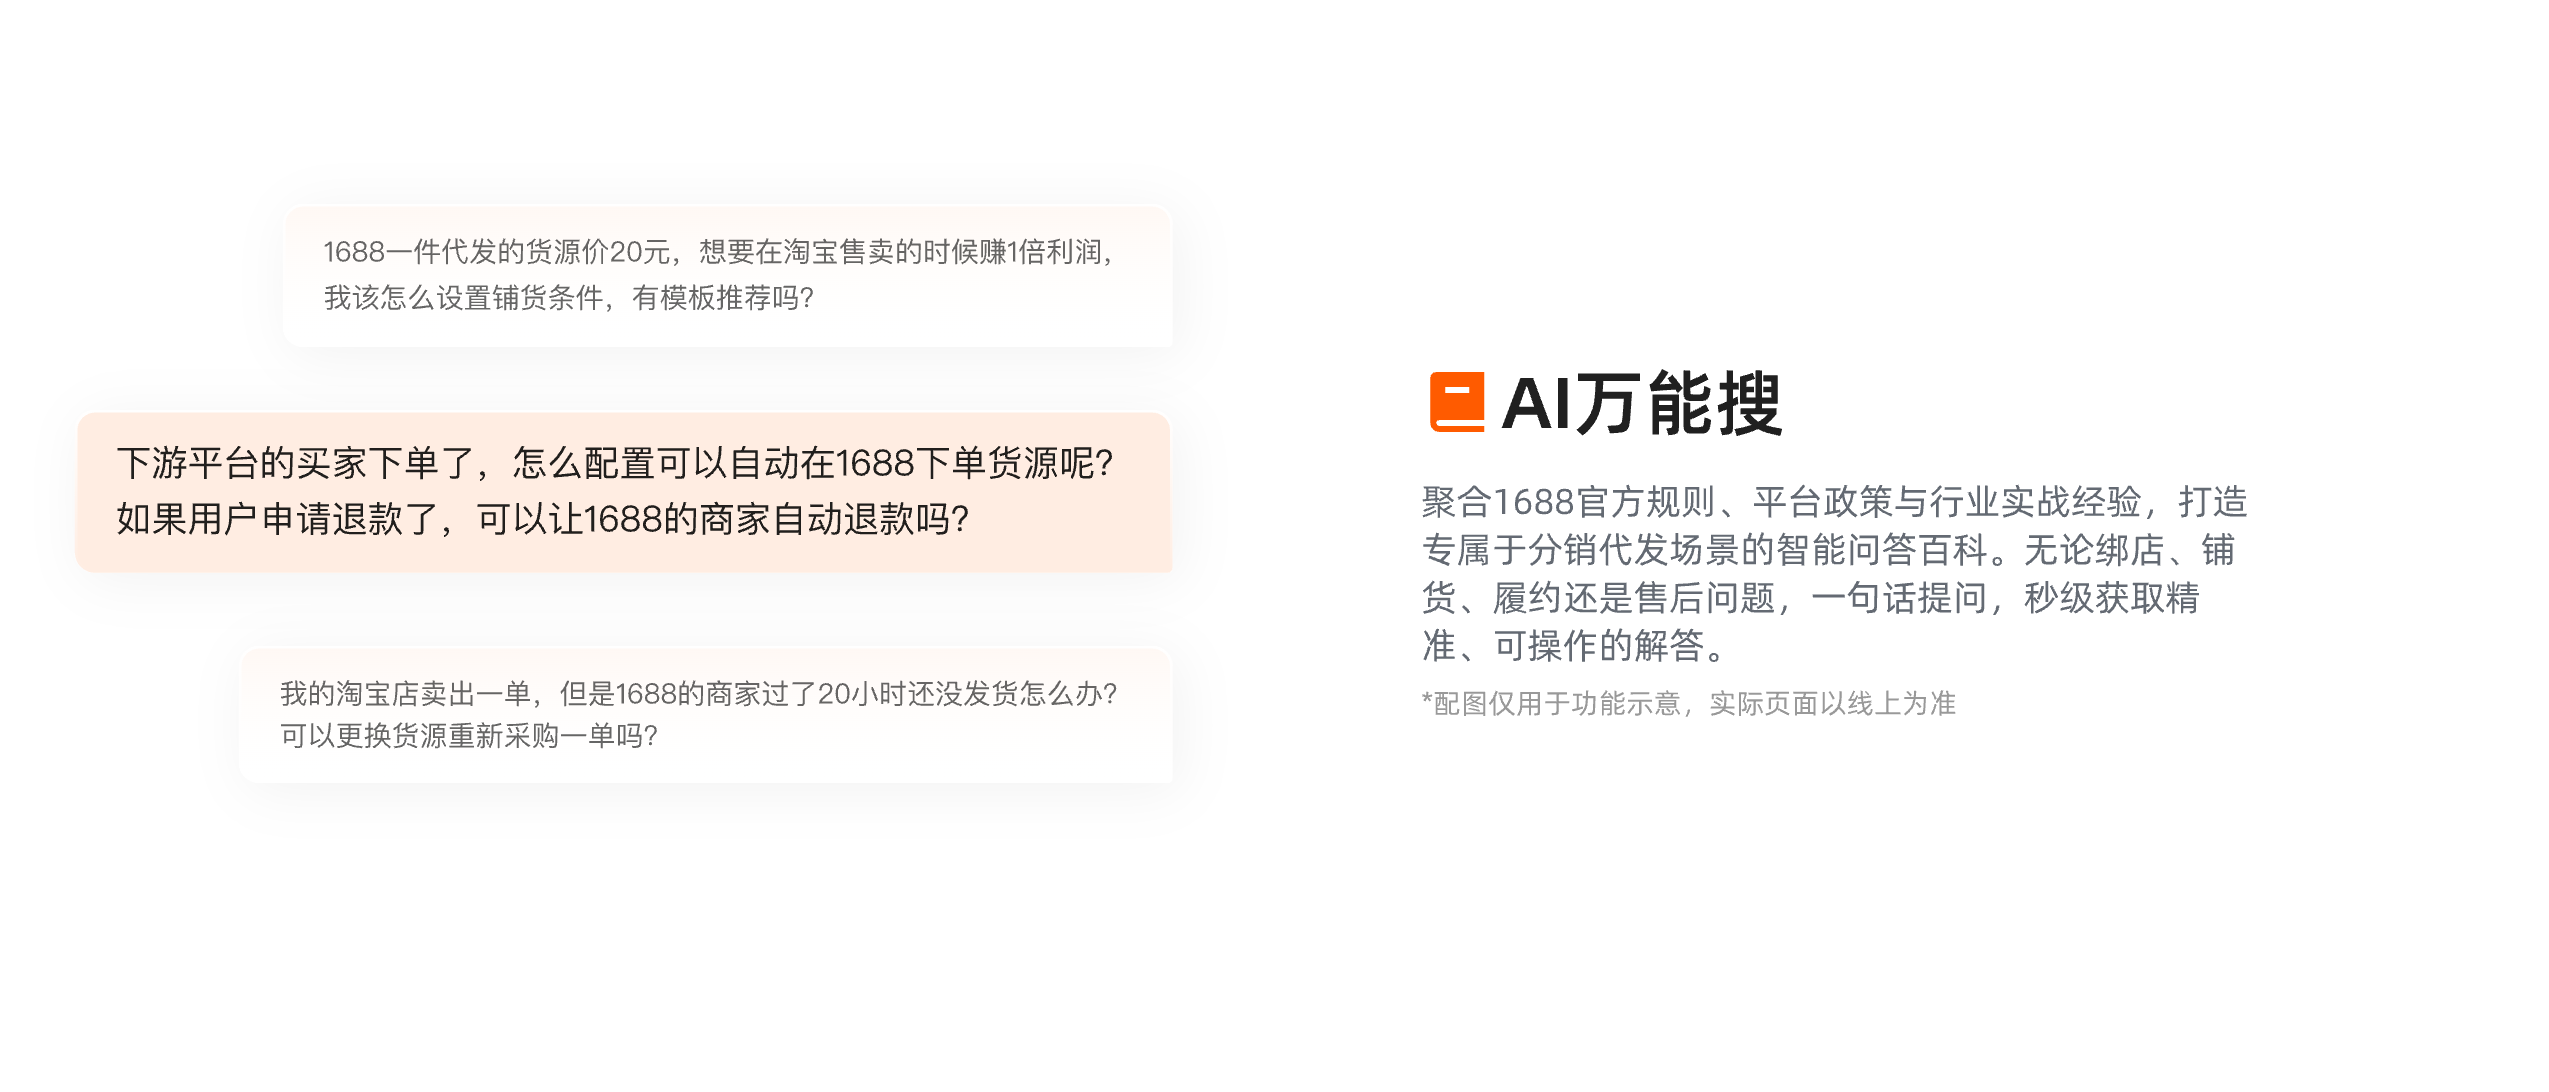 1688一件代发的货源价20元，想要在淘宝售卖的时候赚1倍利润，
我该怎么设置铺货条件，有模板推荐吗？
下游平台的买家下单了，怎么配置可以自动在1688下单货源呢？
如果用户申请退款了，可以让1688的商家自动退款吗？
我的淘宝店卖出一单，但是1688的商家过了20小时还没发货怎么办？
可以更换货源重新采购一单吗？
AI万能搜
聚合1688官方规则、平台政策与行业实战经验，打造
专属于分销代发场景的智能问答百科。无论绑店、铺
货、履约还是售后问题，一句话提问，秒级获取精
准、可操作的解答。
*配图仅用于功能示意，实际页面以线上为准